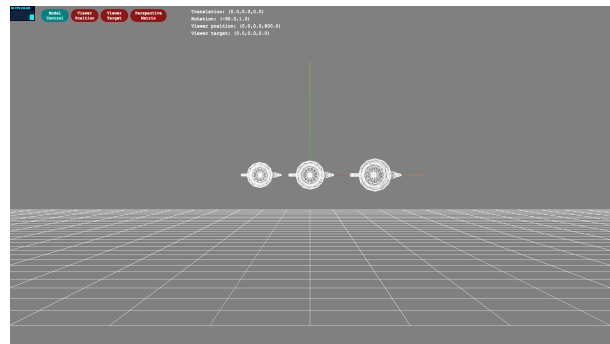 Model
Control
Viewer
Position
Viewer
Target
Perspective
Matrix
Translation: (0.0,0.0,0.0)
Rotation: (-90.0,1.0)
Viewer position: (0.0,0.0,800.0)
Viewer target: (0.0,0.0,0.0)